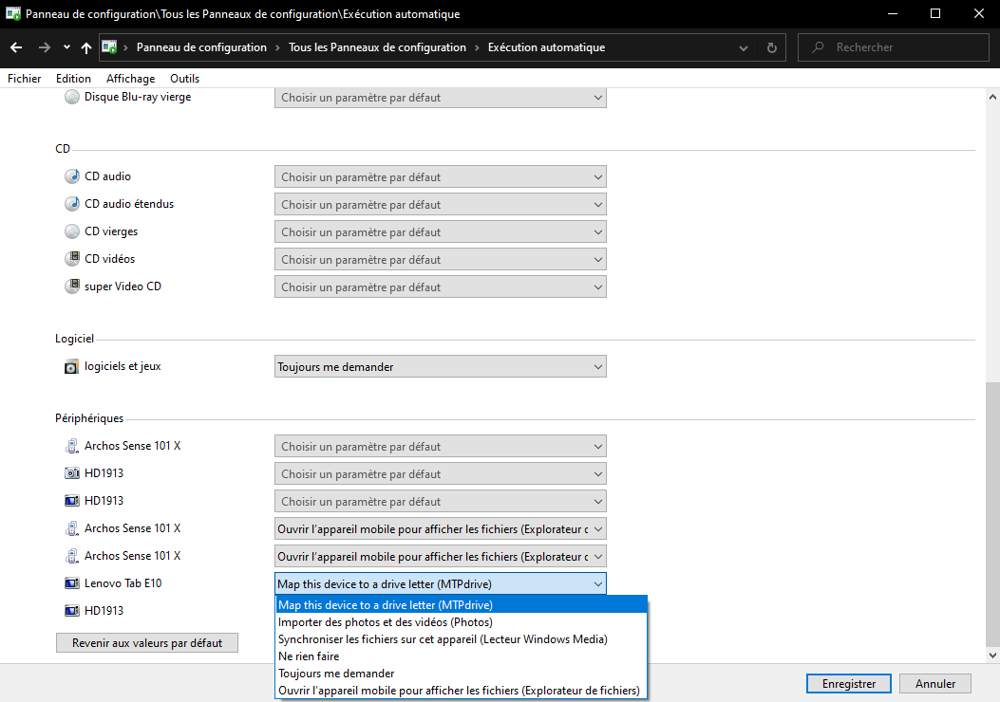 Panneau de configuration\Tous les Panneaux de configuration\Exécution automatique
Panneau de configuration > Tous les Panneaux de configuration > Exécution automatique
Rechercher
Fichier Edition Affichage Outils
Disque Blu-ray vierge Choisir un paramètre par défaut
CD
CD audio Choisir un paramètre par défaut
CD audio étendus Choisir un paramètre par défaut
CD vierges Choisir un paramètre par défaut
CD vidéos Choisir un paramètre par défaut
super Video CD Choisir un paramètre par défaut
Logiciel
logiciels et jeux Toujours me demander
Périphériques
Archos Sense 101 X Choisir un paramètre par défaut
HD1913 Choisir un paramètre par défaut
HD1913 Choisir un paramètre par défaut
Archos Sense 101 X Ouvrir l'appareil mobile pour afficher les fichiers (Explorateur c
Archos Sense 101 X Ouvrir l'appareil mobile pour afficher les fichiers (Explorateur c
Lenovo Tab E10 Map this device to a drive letter (MTPdrive)
HD1913
Map this device to a drive letter (MTPdrive)
Importer des photos et des vidéos (Photos)
Synchroniser les fichiers sur cet appareil (Lecteur Windows Media)
Ne rien faire
Toujours me demander
Ouvrir l'appareil mobile pour afficher les fichiers (Explorateur de fichiers)
Revenir aux valeurs par défaut
Enregistrer Annuler